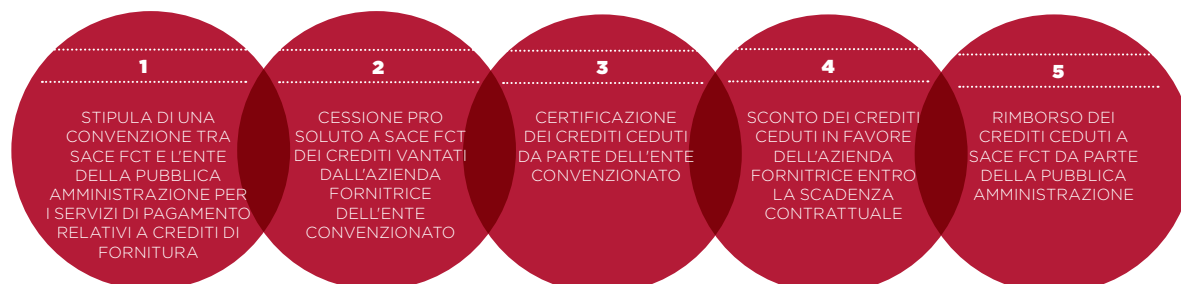 1
STIPULA DI UNA
CONVENZIONE TRA
SACE FCT E L'ENTE
DELLA PUBBLICA
AMMINISTRAZIONE PER
I SERVIZI DI PAGAMENTO
RELATIVI A CREDITI DI
FORNITURA
2
CESSIONE PRO
SOLUTO A SACE FCT
DEI CREDITI VANTATI
DALL'AZIENDA
FORNITRICE
DELL'ENTE
CONVENZIONATO
3
CERTIFICAZIONE
DEI CREDITI CEDUTI
DA PARTE DELL'ENTE
CONVENZIONATO
4
SCONTO DEI CREDITI
CEDUTI IN FAVORE
DELL'AZIENDA
FORNITRICE ENTRO
LA SCADENZA
CONTRATTUALE
5
RIMBORSO DEI
CREDITI CEDUTI A
SACE FCT DA PARTE
DELLA PUBBLICA
AMMINISTRAZIONE